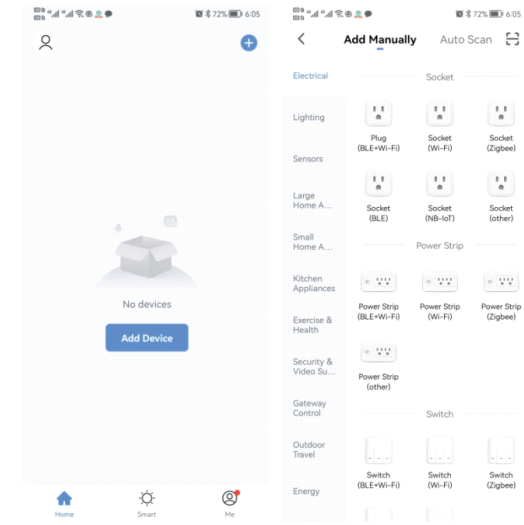 72% 6:05
No devices
Add Device
Home
Smart
Me
72% 6:05
Add Manually
Auto Scan
Electrical
Lighting
Sensors
Large
Home A...
Small
Home A...
Kitchen
Appliances
Exercise &
Health
Security &
Video Su...
Gateway
Control
Outdoor
Travel
Energy
Socket
Plug
(BLE+Wi-Fi)
Socket
(Wi-Fi)
Socket
(Zigbee)
Socket
(BLE)
Socket
(NB-IoT)
Socket
(other)
Power Strip
Power Strip
(BLE+Wi-Fi)
Power Strip
(Wi-Fi)
Power Strip
(Zigbee)
Power Strip
(other)
Switch
Switch
(BLE+Wi-Fi)
Switch
(Wi-Fi)
Switch
(Zigbee)